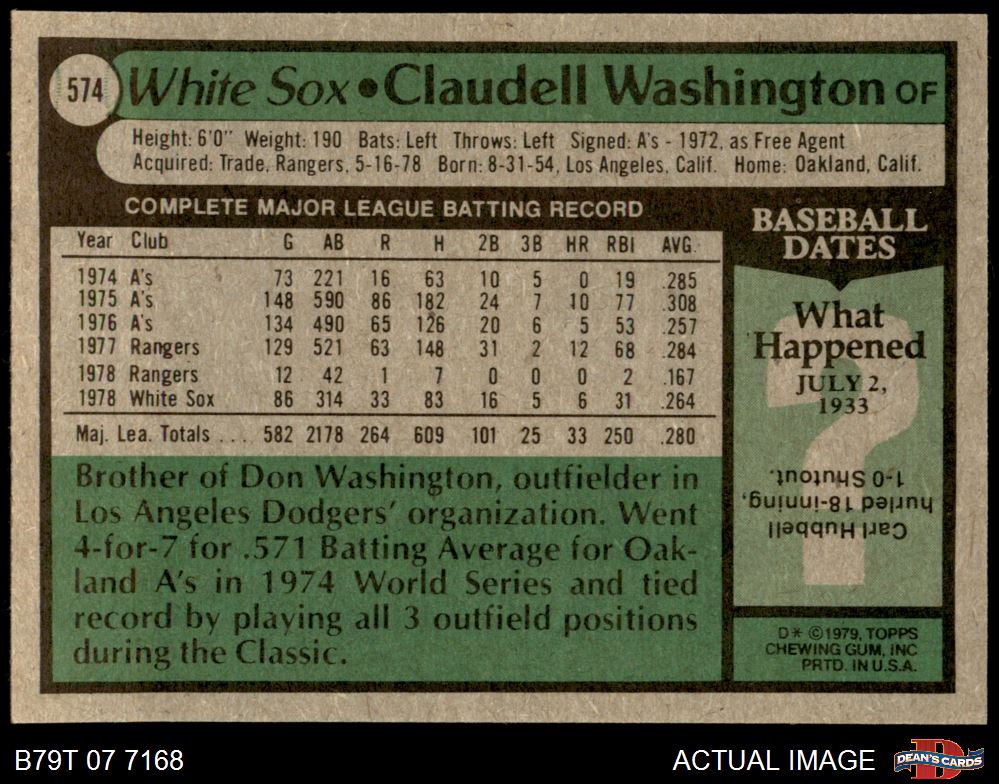 574 White Sox • Claudell Washington OF
Height: 6'0" Weight: 190 Bats: Left Throws: Left Signed: A's - 1972, as Free Agent
Acquired: Trade, Rangers, 5-16-78 Born: 8-31-54, Los Angeles, Calif. Home: Oakland, Calif.
COMPLETE MAJOR LEAGUE BATTING RECORD
Year Club G AB R H 2B 3B HR RBI AVG.
1974 A's 73 221 16 63 10 5 0 19 .285
1975 A's 148 590 86 182 24 7 10 77 .308
1976 A's 134 490 65 126 20 6 5 53 .257
1977 Rangers 129 521 63 148 31 2 12 68 .284
1978 Rangers 12 42 1 7 0 0 0 2 .167
1978 White Sox 86 314 33 83 16 5 6 31 .264
Maj. Lea. Totals ... 582 2178 264 609 101 25 33 250 .280
Brother of Don Washington, outfielder in
Los Angeles Dodgers' organization. Went
4-for-7 for .571 Batting Average for Oak-
land A's in 1974 World Series and tied
record by playing all 3 outfield positions
during the Classic.
BASEBALL
DATES
What
Happened
JULY 2,
1933
?
Carl Hubbell
hurled 18-inning,
1-0 Shutout.
D* ©1979, TOPPS
CHEWING GUM, INC
PRTD. IN U.S.A.
B79T 07 7168
ACTUAL IMAGE
D
DEAN'S CARDS